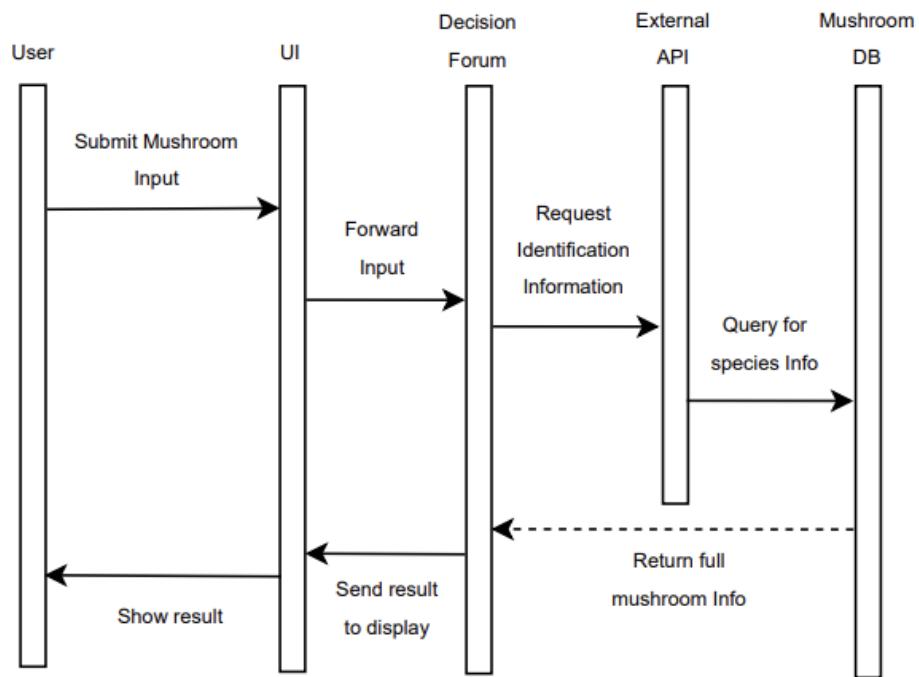 User
UI
Decision
Forum
External
API
Mushroom
DB
Submit Mushroom
Input
Forward
Input
Request
Identification
Information
Query for
species Info
Return full
mushroom Info
Send result
to display
Show result